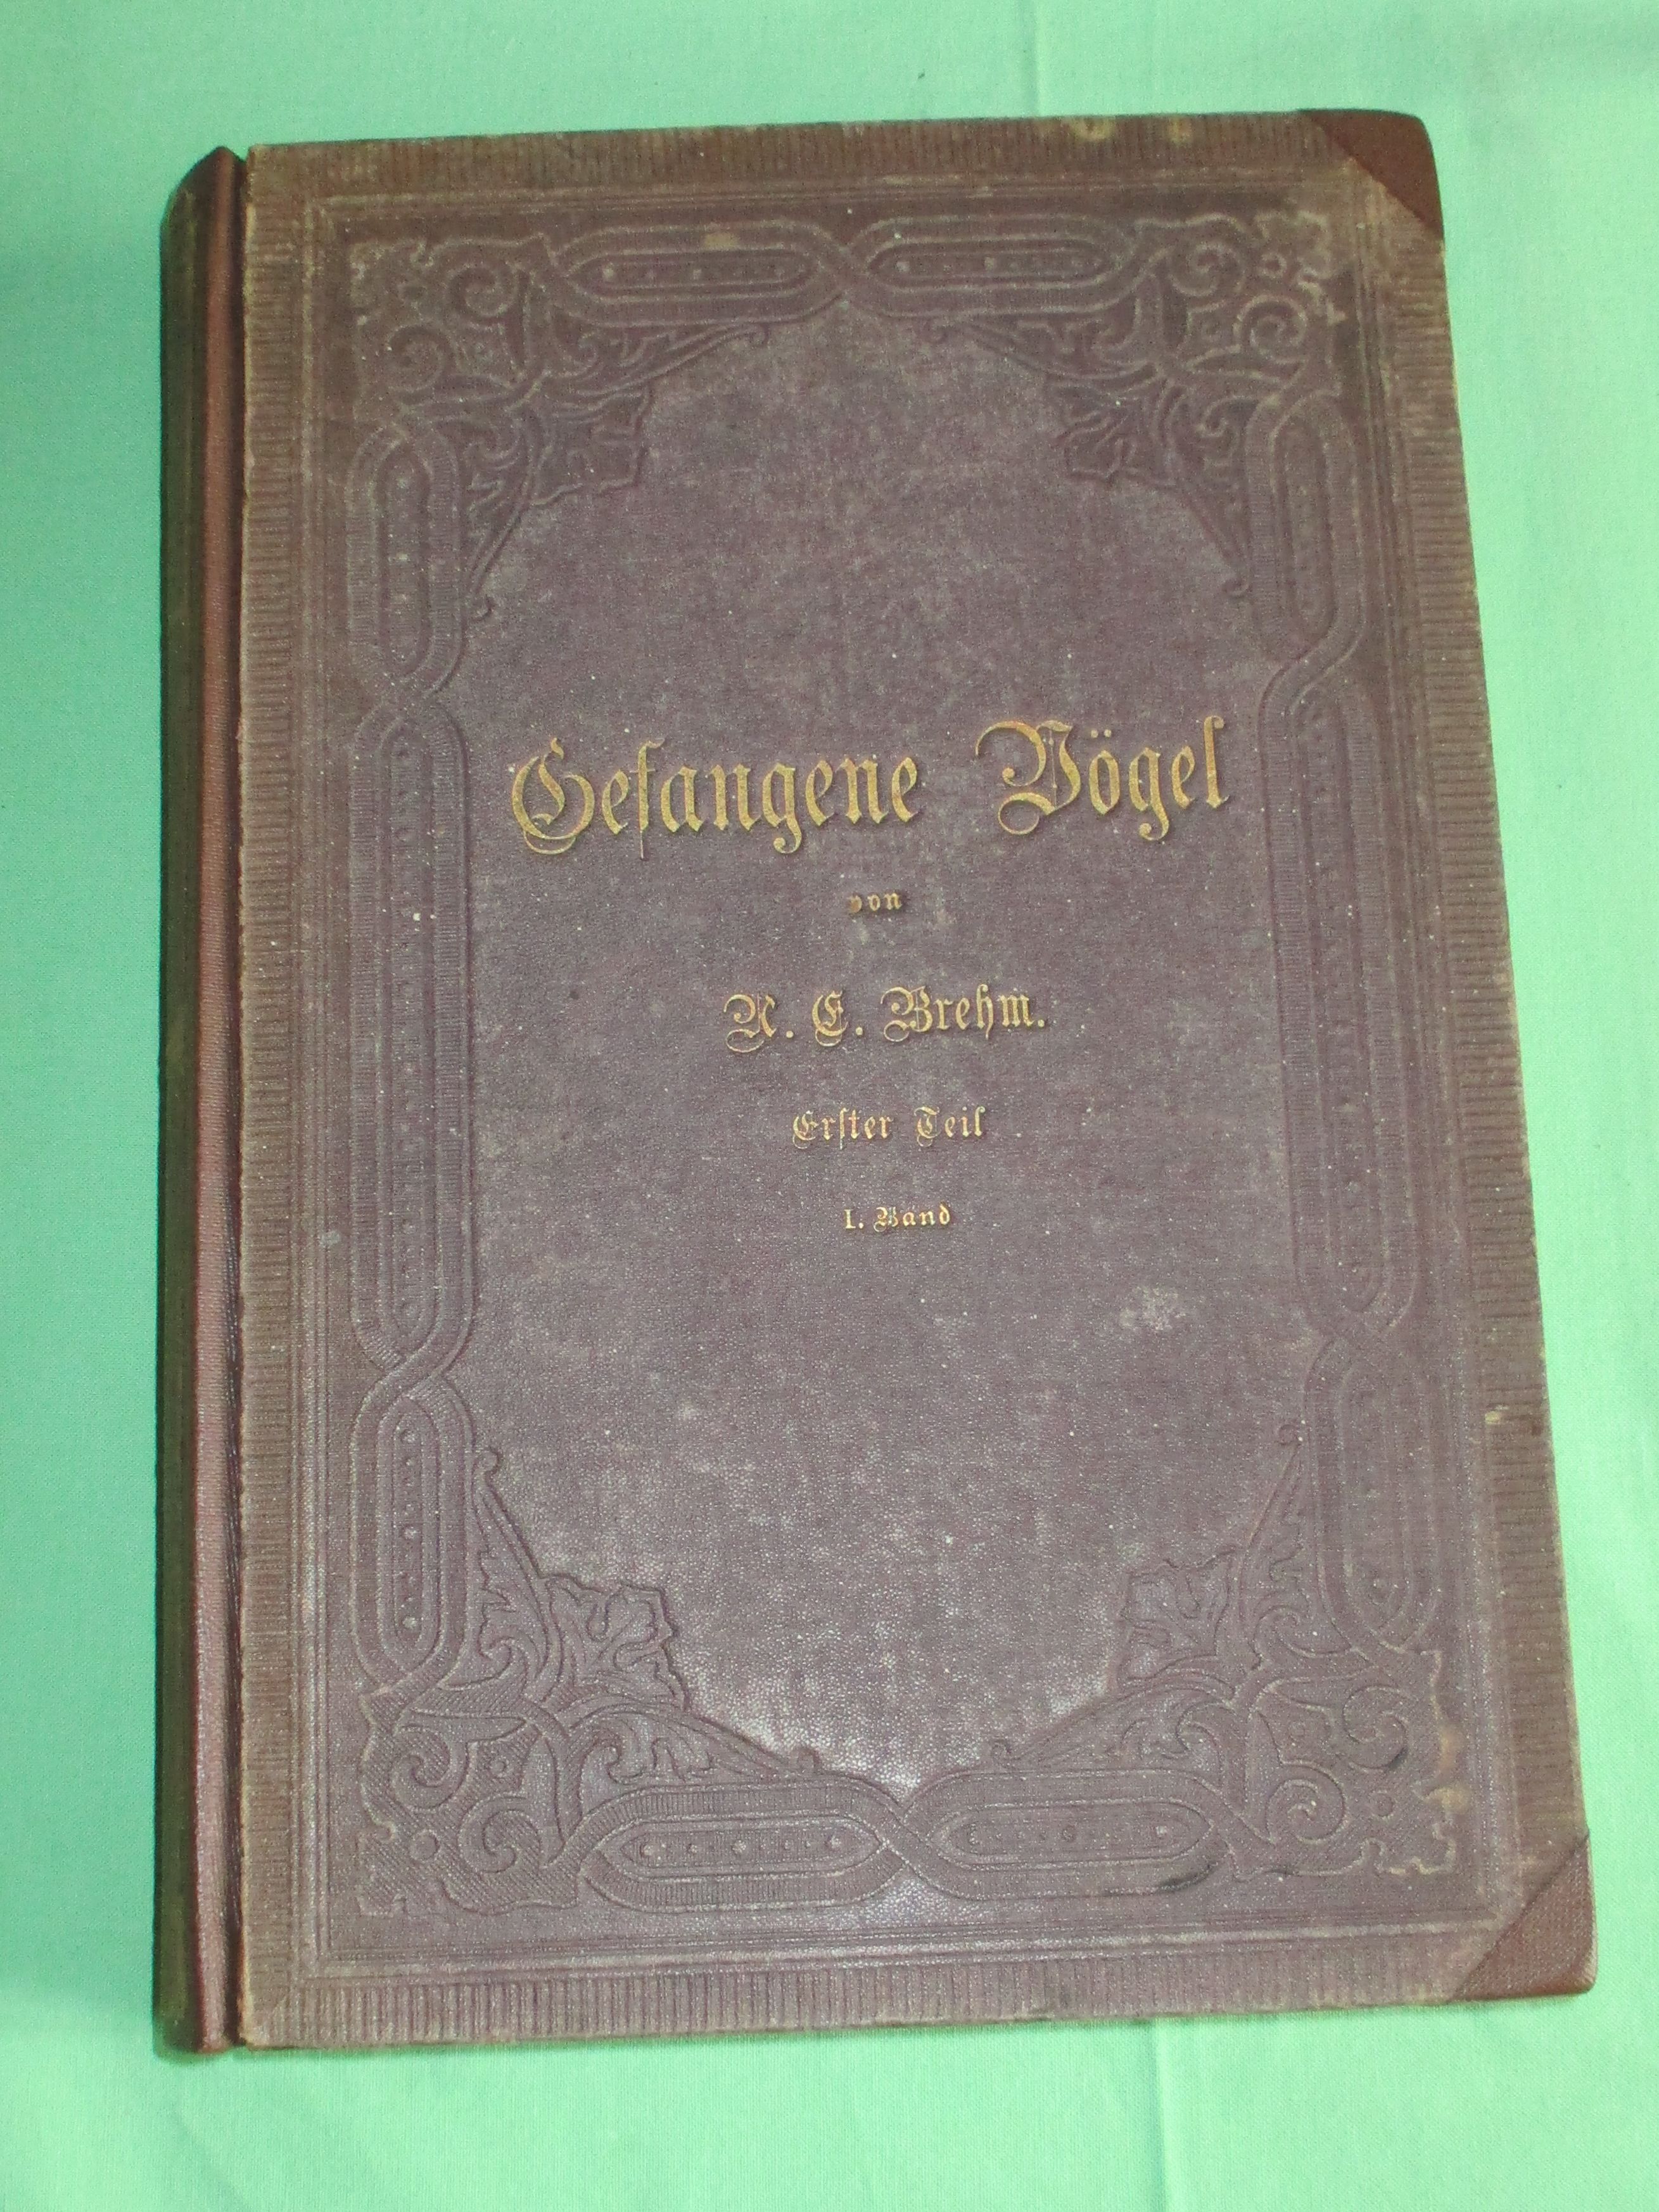 Gefangene Vögel
von
A. E. Brehm.
Erſter Teil
I. Band